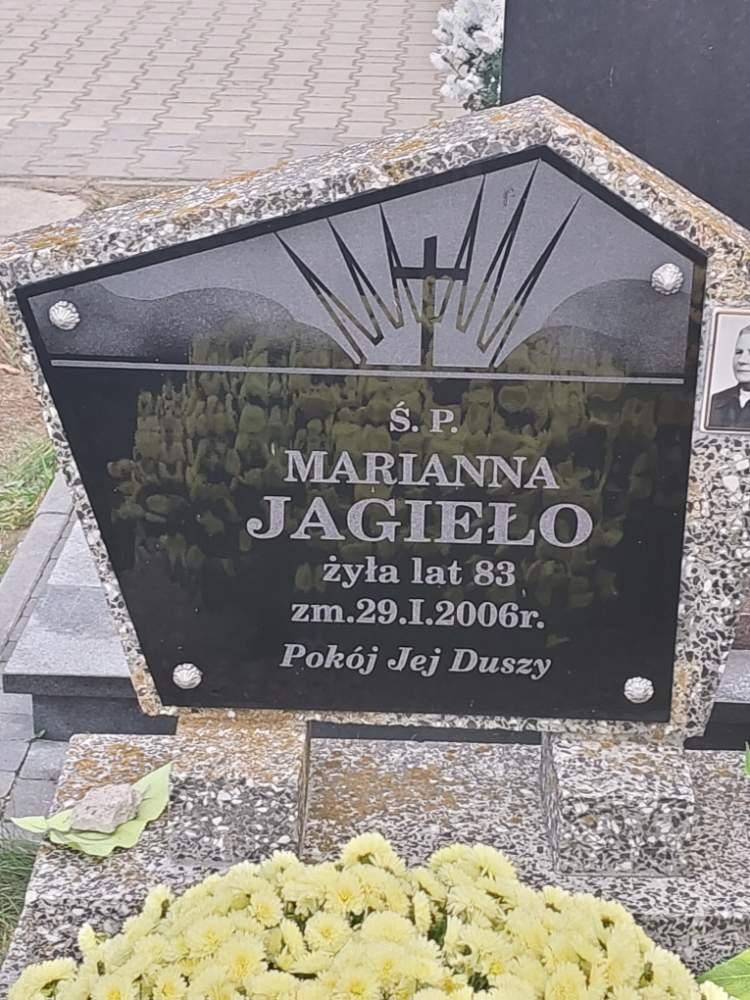 Ś. P.
MARIANNA
JAGIEŁO
żyła lat 83
zm.29.I.2006r.
Pokój Jej Duszy